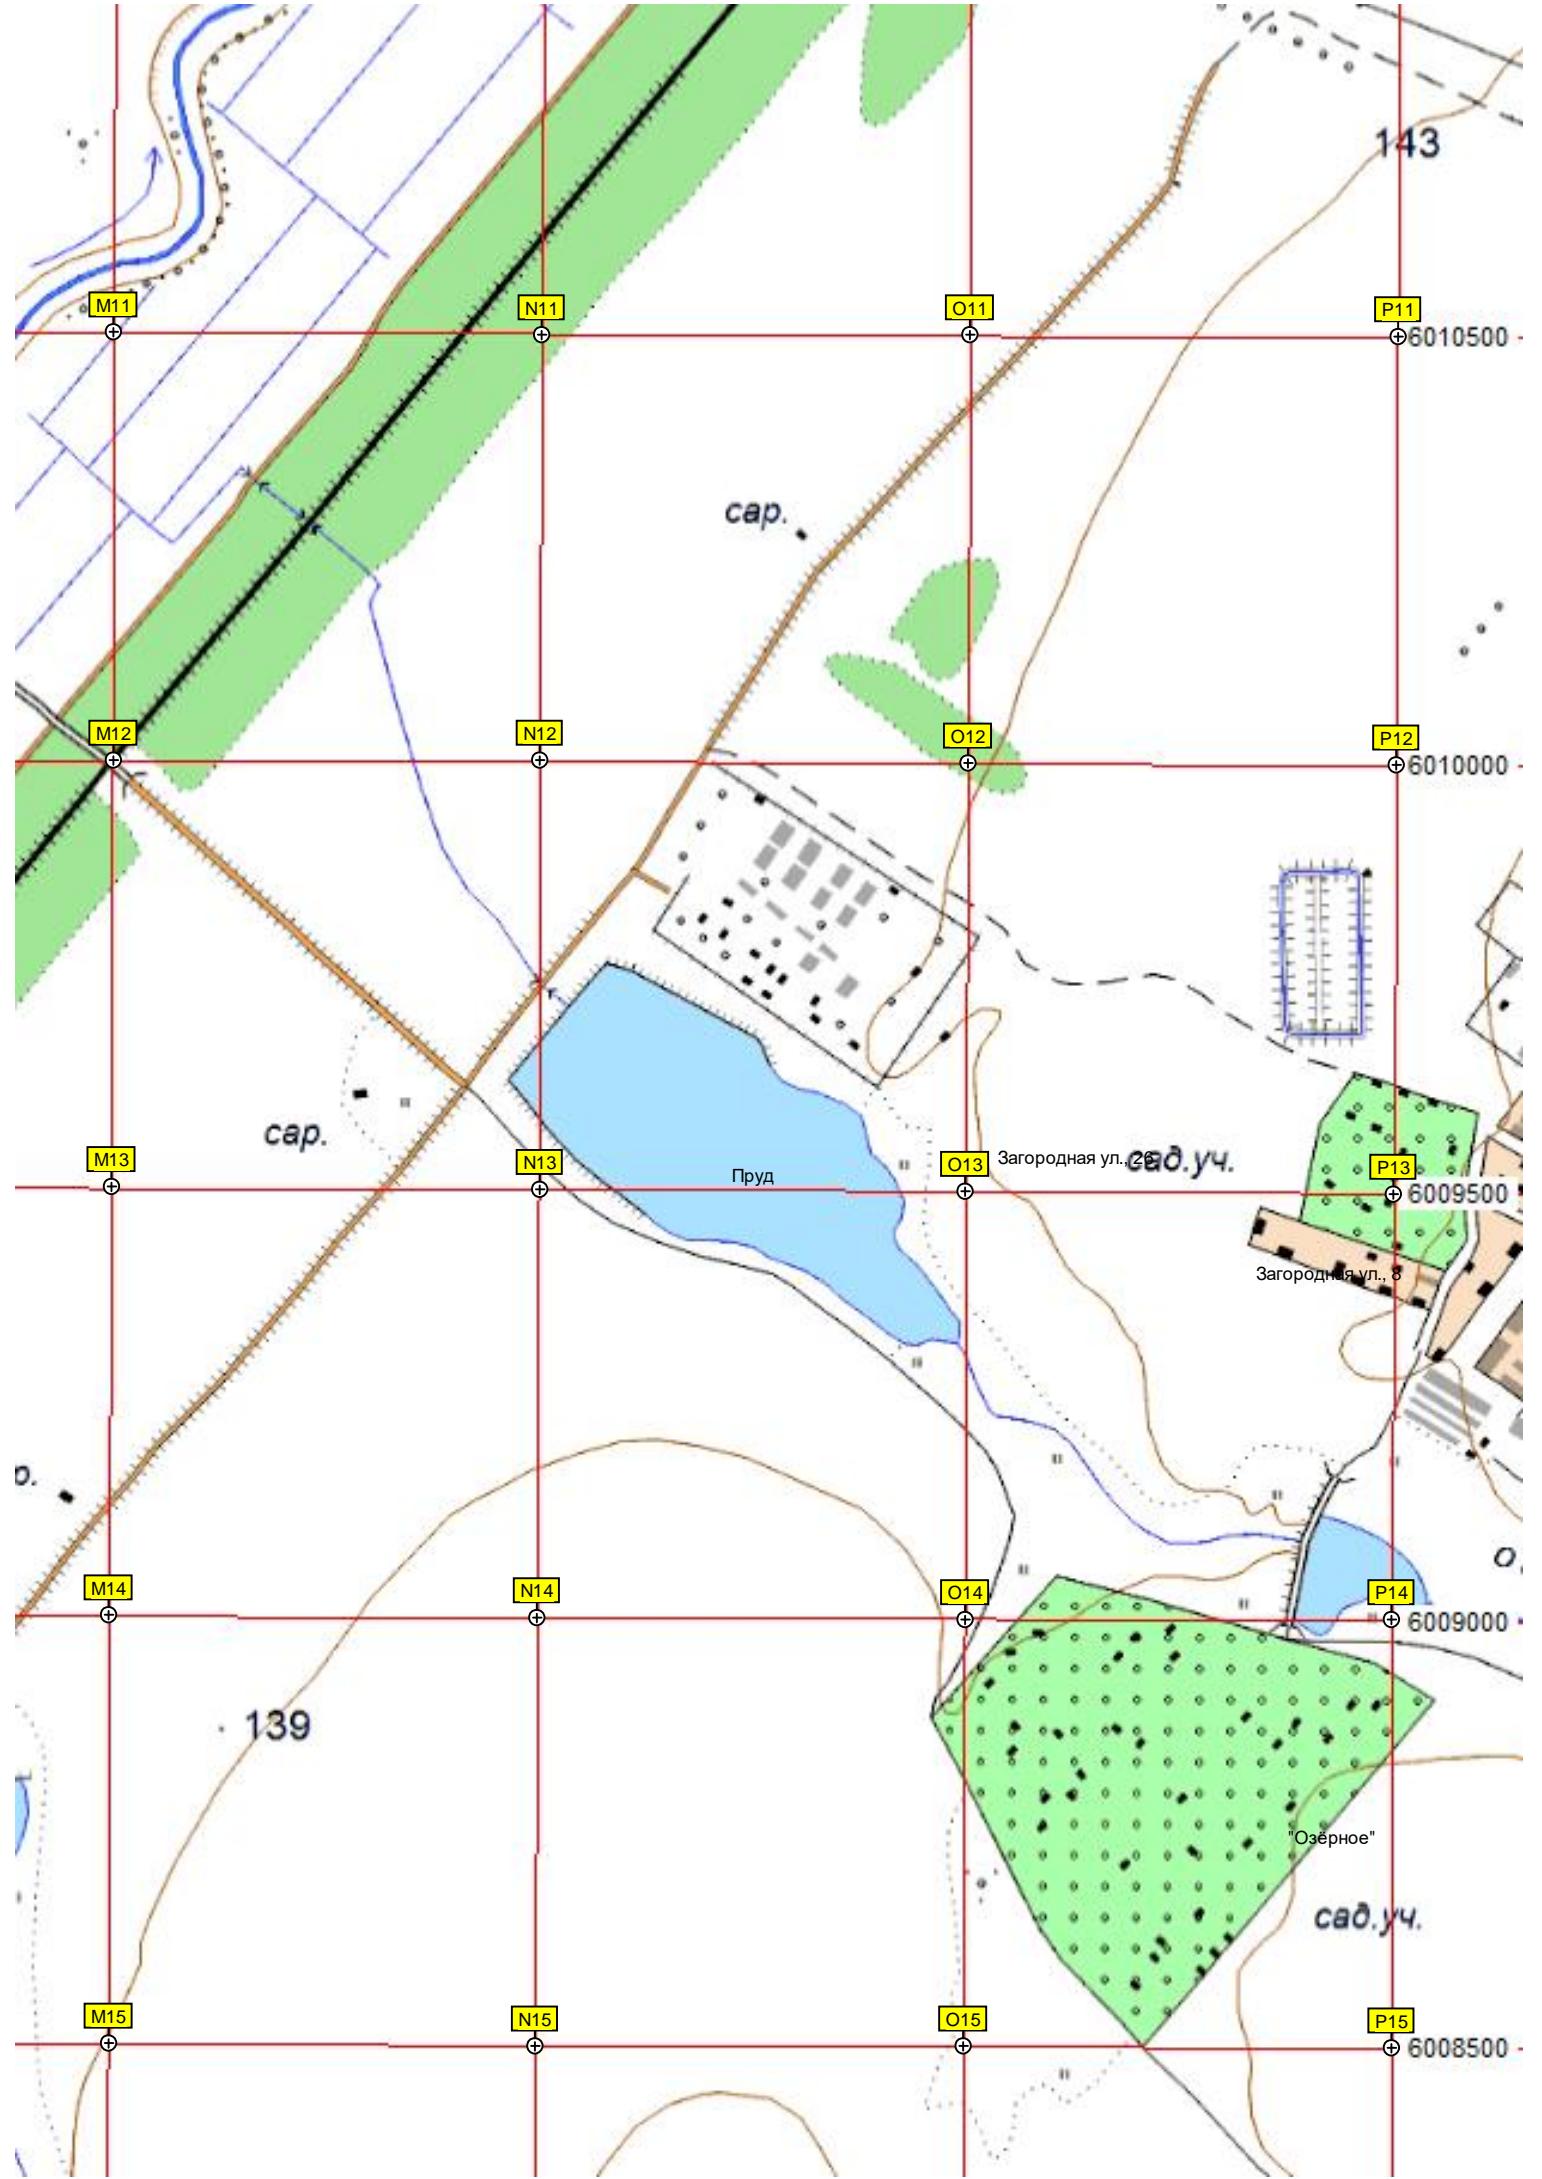 143
M11
N11
O11
P11
6010500
сар.
M12
N12
O12
P12
6010000
сар.
M13
N13
Пруд
O13
Загородная ул., 26
сад.уч.
P13
6009500
Загородная ул., 8
р.
о.
M14
N14
O14
P14
6009000
139
"Озёрное"
сад.уч.
M15
N15
O15
P15
6008500